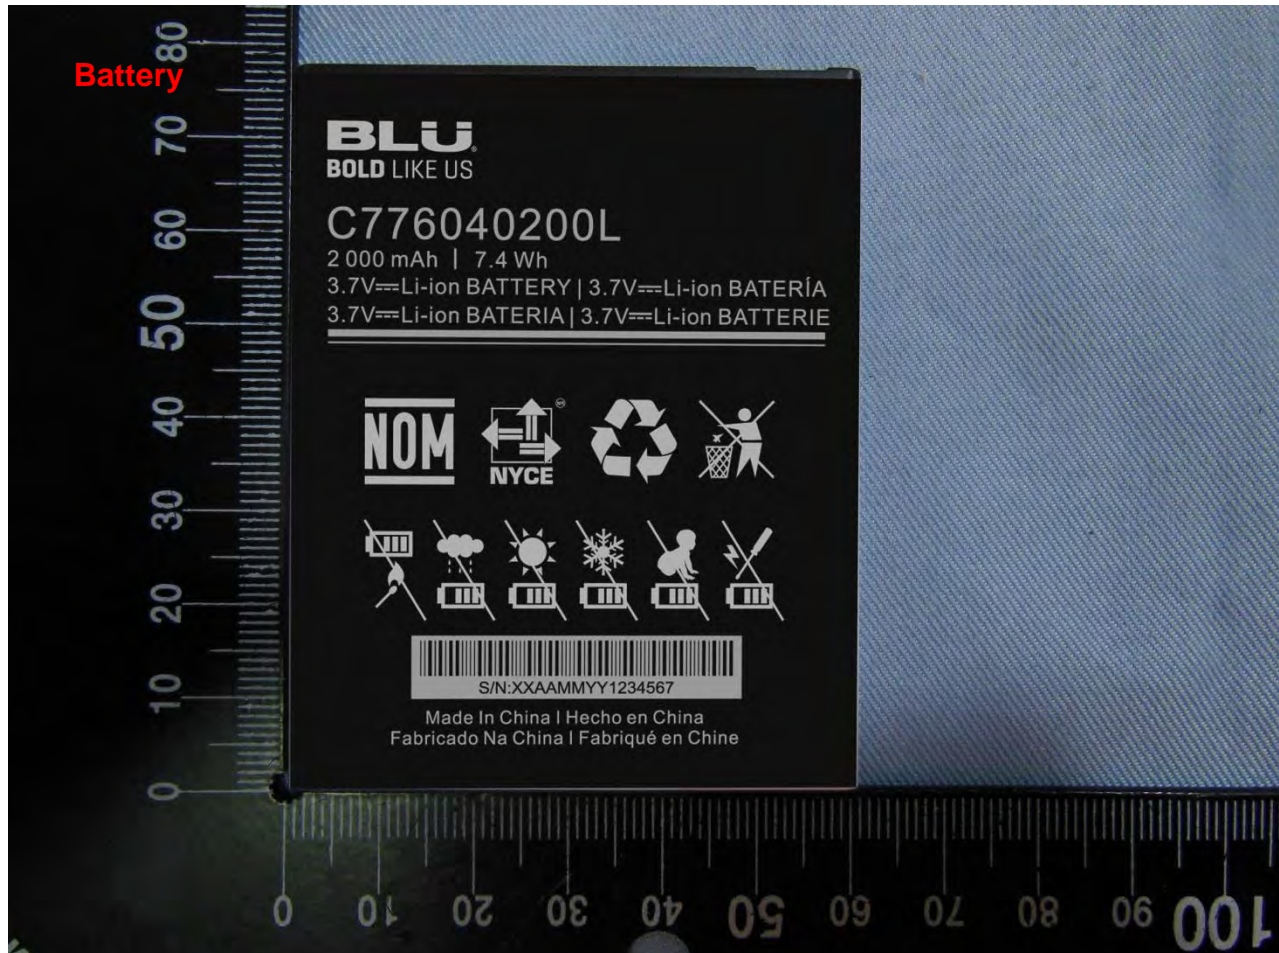 Battery
BLU
BOLD LIKE US
C776040200L
2 000 mAh | 7.4 Wh
3.7V⎓Li-ion BATTERY | 3.7V⎓Li-ion BATERÍA
3.7V⎓Li-ion BATERIA | 3.7V⎓Li-ion BATTERIE
NOM
NYCE
S/N:XXAAMMYY1234567
Made In China I Hecho en China
Fabricado Na China I Fabriqué en Chine
80
70
60
50
40
30
20
10
0
0 10 20 30 40 50 60 70 80 90 100